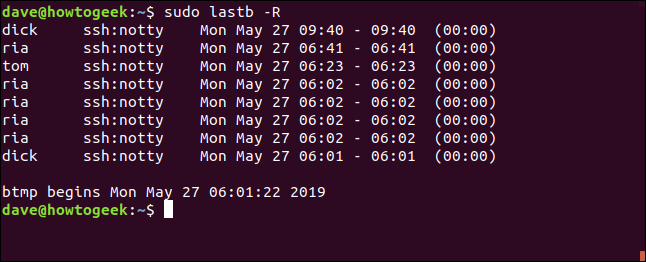 dave@howtogeek:~$ sudo lastb -R
dick     ssh:notty    Mon May 27 09:40 - 09:40  (00:00)
ria      ssh:notty    Mon May 27 06:41 - 06:41  (00:00)
tom      ssh:notty    Mon May 27 06:23 - 06:23  (00:00)
ria      ssh:notty    Mon May 27 06:02 - 06:02  (00:00)
ria      ssh:notty    Mon May 27 06:02 - 06:02  (00:00)
ria      ssh:notty    Mon May 27 06:02 - 06:02  (00:00)
ria      ssh:notty    Mon May 27 06:02 - 06:02  (00:00)
dick     ssh:notty    Mon May 27 06:01 - 06:01  (00:00)

btmp begins Mon May 27 06:01:22 2019
dave@howtogeek:~$